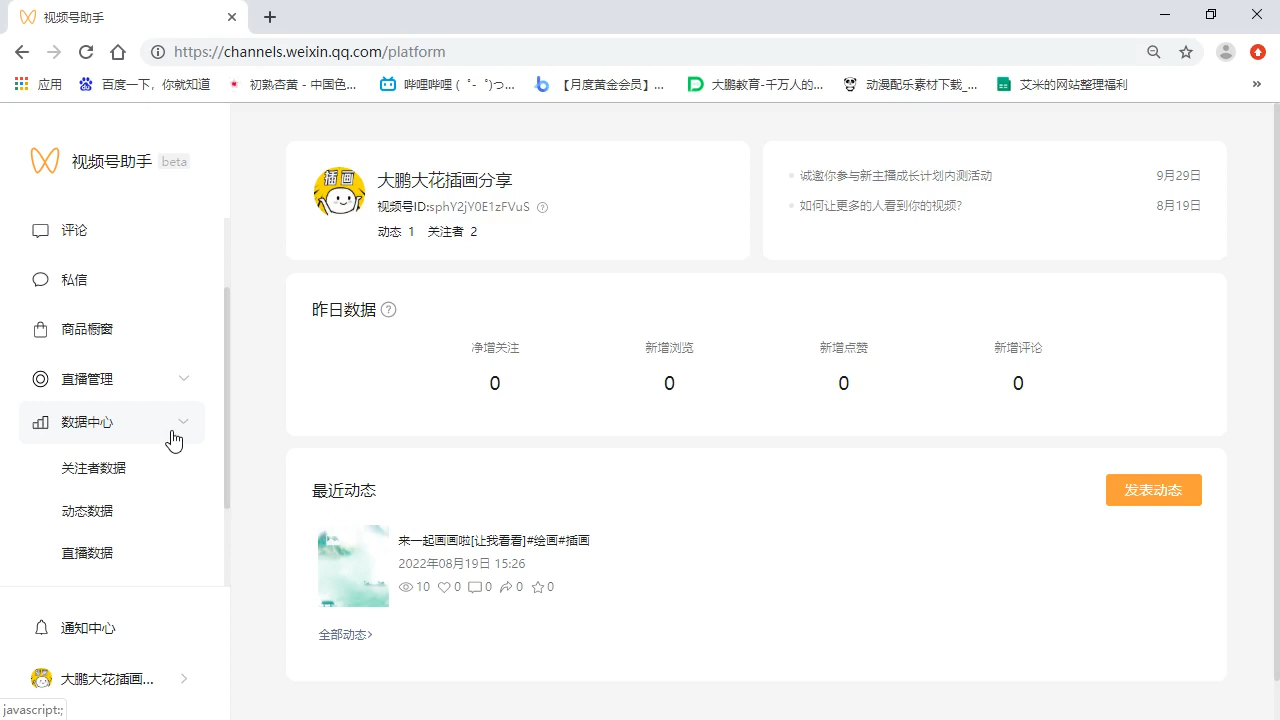 视频号助手
https://channels.weixin.qq.com/platform
应用
百度一下，你就知道
初熟杏黄 - 中国色...
哔哩哔哩 (゜-゜)つ...
【月度黄金会员】...
大鹏教育-千万人的...
动漫配乐素材下载_...
艾米的网站整理福利
»
视频号助手 beta
评论
私信
商品橱窗
直播管理
数据中心
关注者数据
动态数据
直播数据
通知中心
大鹏大花插画...
javascript:;
插画
大鹏大花插画分享
视频号ID:sphY2jY0E1zFVuS
动态 1 关注者 2
诚邀你参与新主播成长计划内测活动 9月29日
如何让更多的人看到你的视频? 8月19日
昨日数据
净增关注 新增浏览 新增点赞 新增评论
0 0 0 0
最近动态
发表动态
来一起画画啦[让我看看]#绘画#插画
2022年08月19日 15:26
10 0 0 0 0
全部动态>